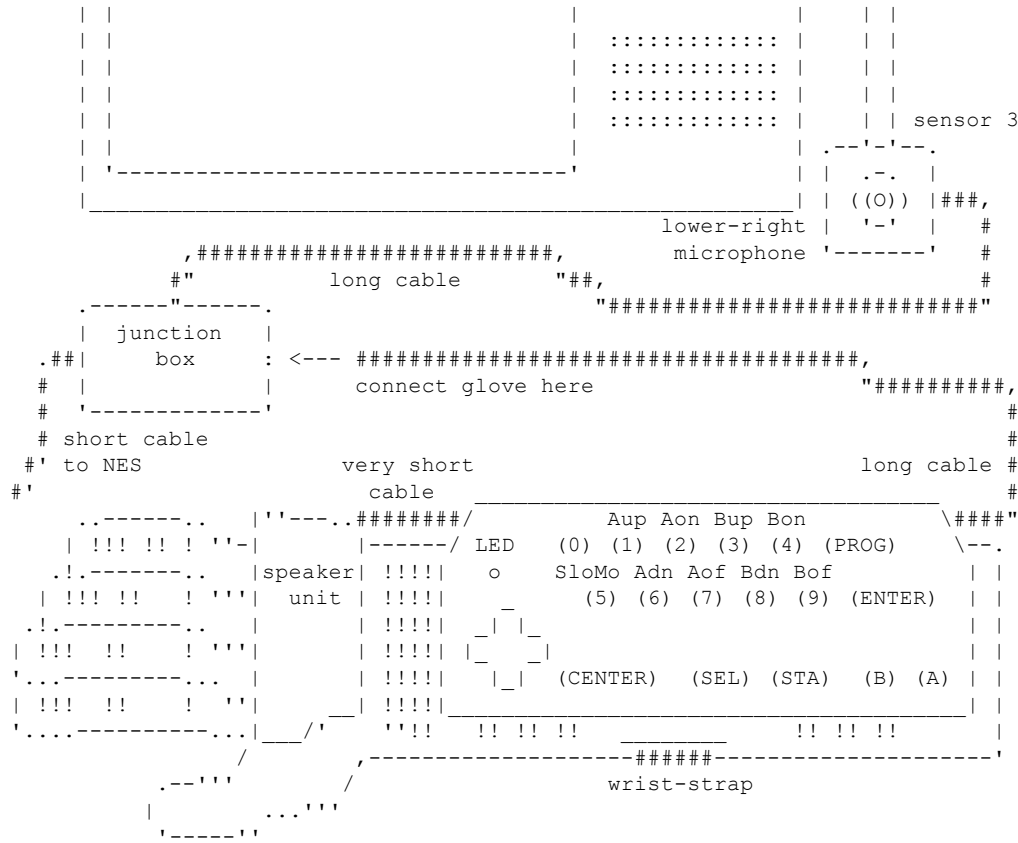 sensor 3
((O))
lower-right
microphone
long cable
junction
box
<---
connect glove here
short cable
to NES
very short
cable
long cable
Aup Aon Bup Bon
LED (0) (1) (2) (3) (4) (PROG)
speaker
unit
o SloMo Adn Aof Bdn Bof
(5) (6) (7) (8) (9) (ENTER)
(CENTER) (SEL) (STA) (B) (A)
wrist-strap